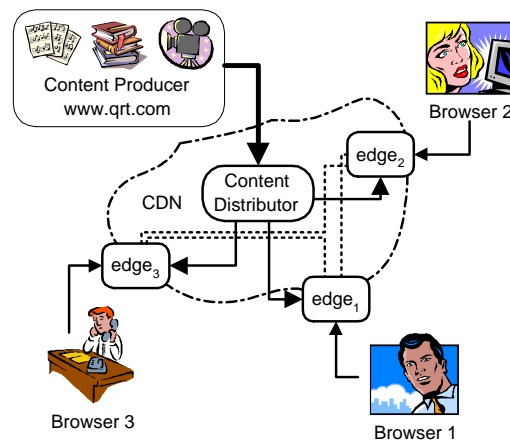 Content Producer
www.qrt.com
Browser 2
edge2
Content
Distributor
CDN
edge3
edge1
Browser 3
Browser 1